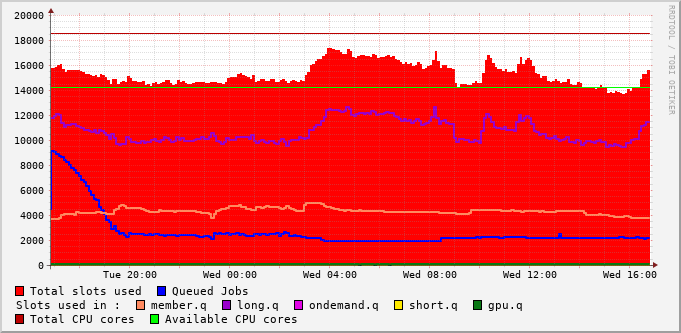 20000
18000
16000
14000
12000
10000
8000
6000
4000
2000
0
Tue 20:00 Wed 00:00 Wed 04:00 Wed 08:00 Wed 12:00 Wed 16:00
RRDTOOL / TOBI OETIKER
Total slots used Queued Jobs
Slots used in : member.q long.q ondemand.q short.q gpu.q
Total CPU cores Available CPU cores